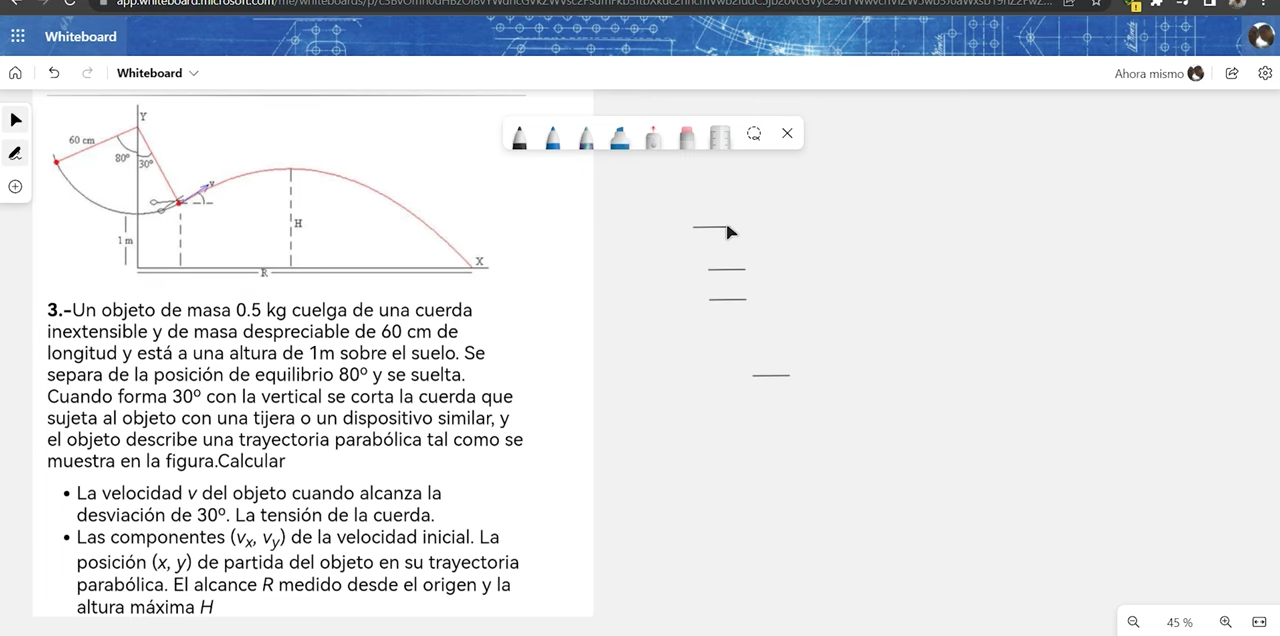 Whiteboard
Whiteboard
Ahora mismo
Y
60 cm
80º
30º
v
H
1 m
X
R
3.-Un objeto de masa 0.5 kg cuelga de una cuerda
inextensible y de masa despreciable de 60 cm de
longitud y está a una altura de 1m sobre el suelo. Se
separa de la posición de equilibrio 80º y se suelta.
Cuando forma 30º con la vertical se corta la cuerda que
sujeta al objeto con una tijera o un dispositivo similar, y
el objeto describe una trayectoria parabólica tal como se
muestra en la figura.Calcular
• La velocidad v del objeto cuando alcanza la
desviación de 30º. La tensión de la cuerda.
• Las componentes (vx, vy) de la velocidad inicial. La
posición (x, y) de partida del objeto en su trayectoria
parabólica. El alcance R medido desde el origen y la
altura máxima H
45 %